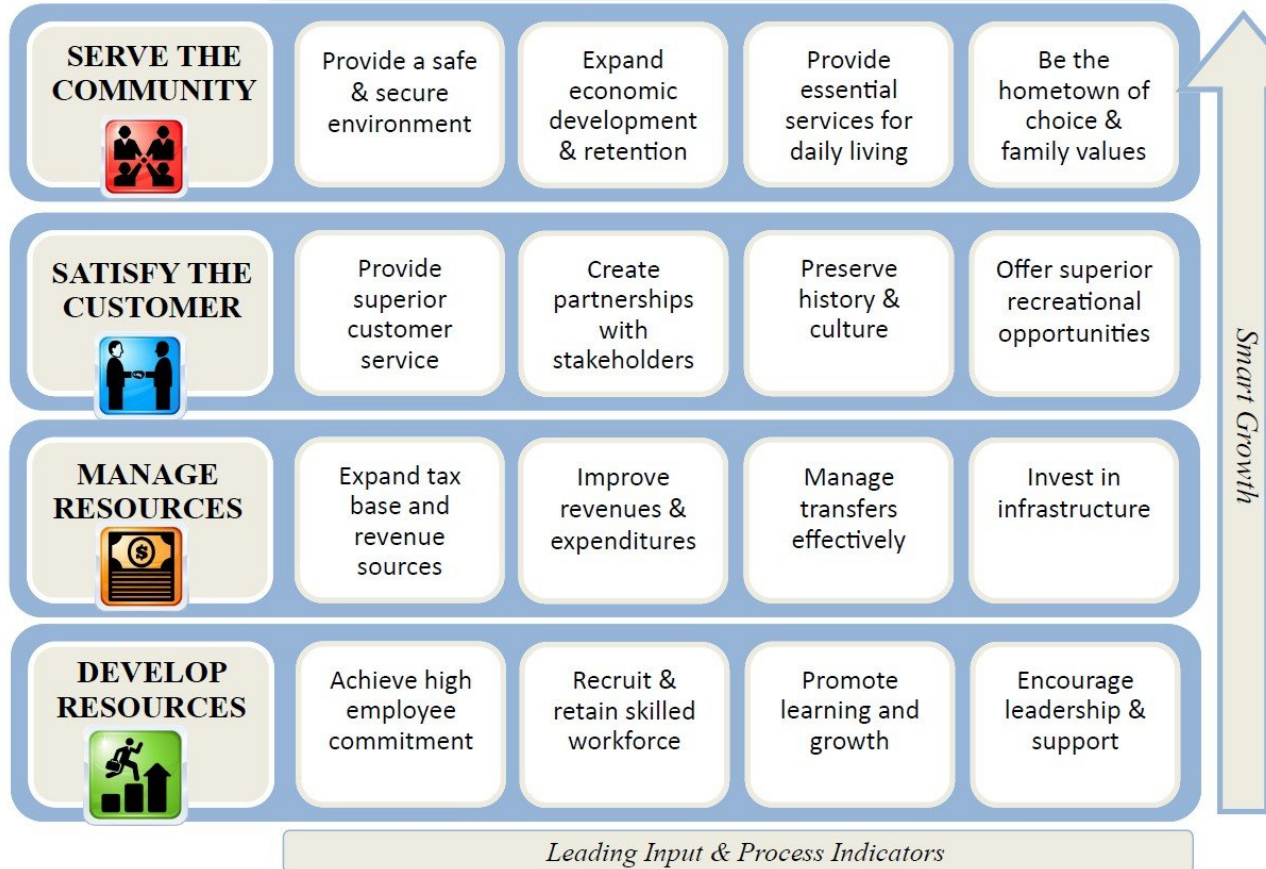 SERVE THE
COMMUNITY
Provide a safe
& secure
environment
Expand
economic
development
& retention
Provide
essential
services for
daily living
Be the
hometown of
choice &
family values
SATISFY THE
CUSTOMER
Provide
superior
customer
service
Create
partnerships
with
stakeholders
Preserve
history &
culture
Offer superior
recreational
opportunities
MANAGE
RESOURCES
$
Expand tax
base and
revenue
sources
Improve
revenues &
expenditures
Manage
transfers
effectively
Invest in
infrastructure
DEVELOP
RESOURCES
Achieve high
employee
commitment
Recruit &
retain skilled
workforce
Promote
learning and
growth
Encourage
leadership &
support
Smart Growth
Leading Input & Process Indicators